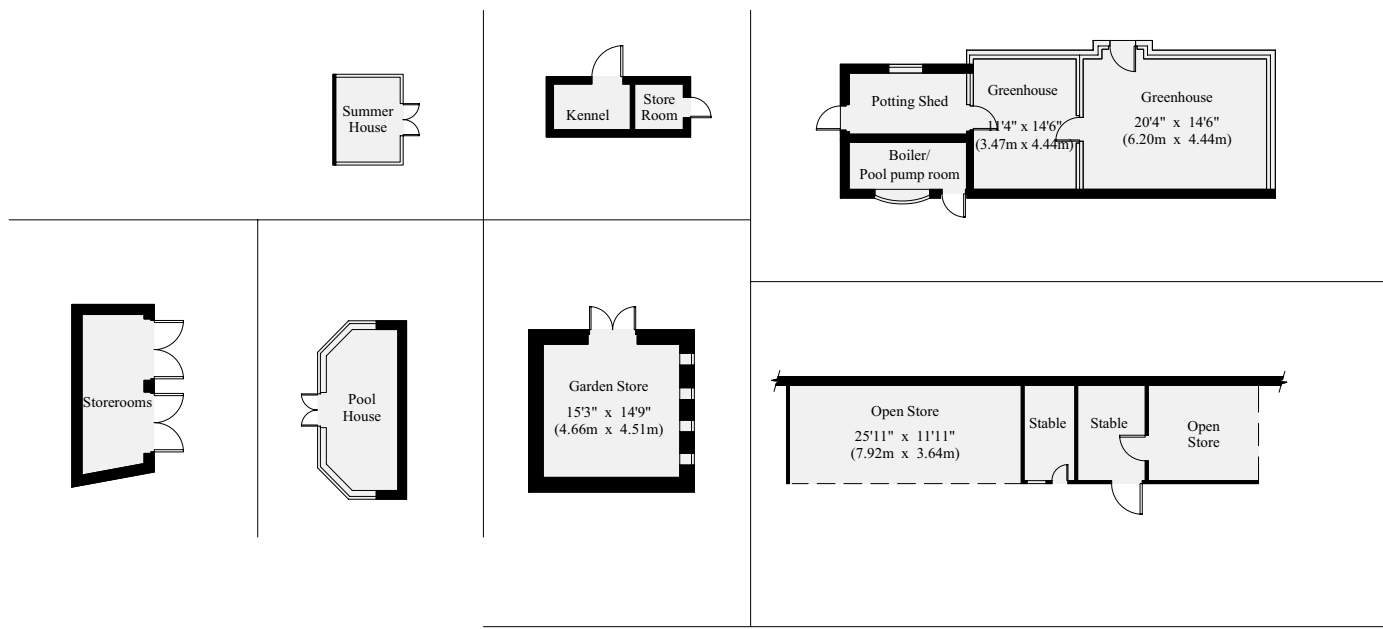 Summer
House
Kennel
Store
Room
Potting Shed
Boiler/
Pool pump room
Greenhouse
11'4" x 14'6"
(3.47m x 4.44m)
Greenhouse
20'4" x 14'6"
(6.20m x 4.44m)
Storerooms
Pool
House
Garden Store
15'3" x 14'9"
(4.66m x 4.51m)
Open Store
25'11" x 11'11"
(7.92m x 3.64m)
Stable
Stable
Open
Store